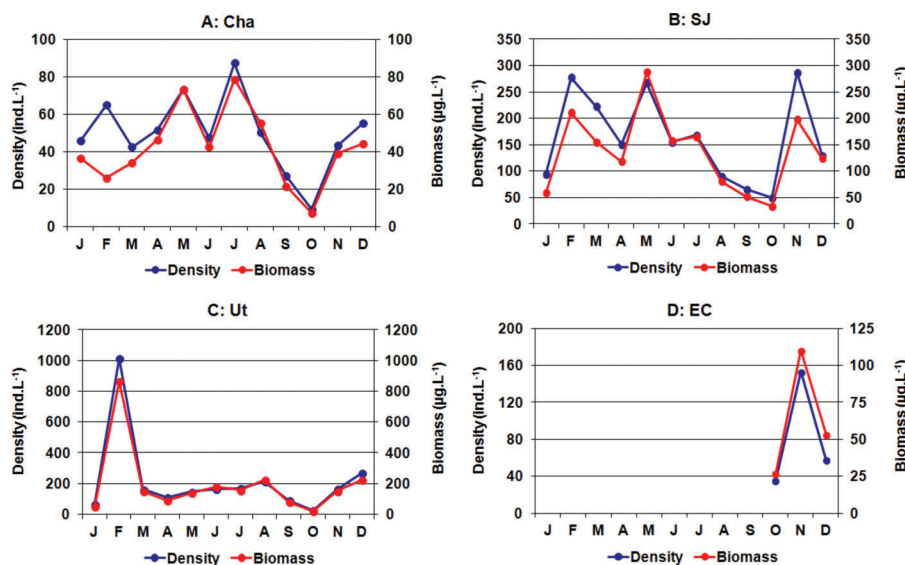 A: Cha
100
80
60
40
20
0
Density (ind.L⁻¹)
100
80
60
40
20
0
Biomass (µg.L⁻¹)
J F M A M J J A S O N D
Density Biomass
B: SJ
350
300
250
200
150
100
50
0
Density (ind.L⁻¹)
350
300
250
200
150
100
50
0
Biomass (µg.L⁻¹)
J F M A M J J A S O N D
Density Biomass
C: Ut
1200
1000
800
600
400
200
0
Density (ind.L⁻¹)
1200
1000
800
600
400
200
0
Biomass (µg.L⁻¹)
J F M A M J J A S O N D
Density Biomass
D: EC
200
160
120
80
40
0
Density (ind.L⁻¹)
125
100
75
50
25
0
Biomass (µg.L⁻¹)
J F M A M J J A S O N D
Density Biomass